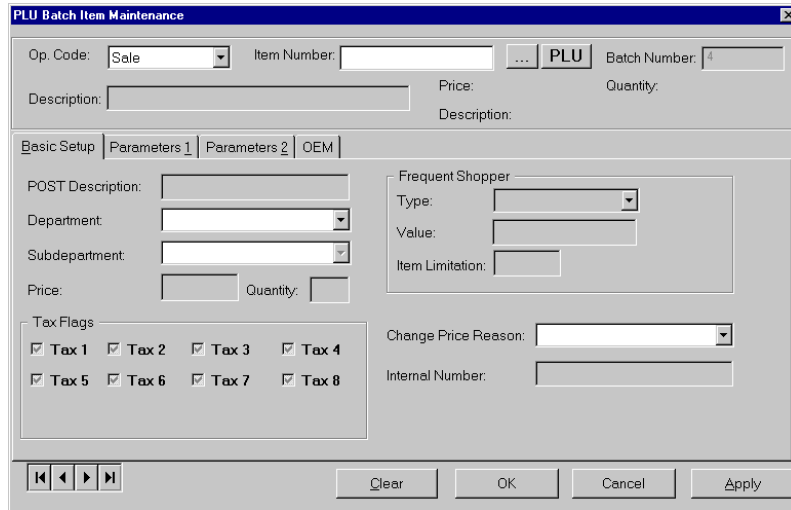 PLU Batch Item Maintenance
Op. Code: Sale Item Number: ... PLU Batch Number: 4
Price: Quantity:
Description:
Description:
Basic Setup Parameters 1 Parameters 2 OEM
POST Description:
Department:
Subdepartment:
Price: Quantity:
Frequent Shopper
Type:
Value:
Item Limitation:
Tax Flags
Tax 1 Tax 2 Tax 3 Tax 4
Tax 5 Tax 6 Tax 7 Tax 8
Change Price Reason:
Internal Number:
Clear OK Cancel Apply